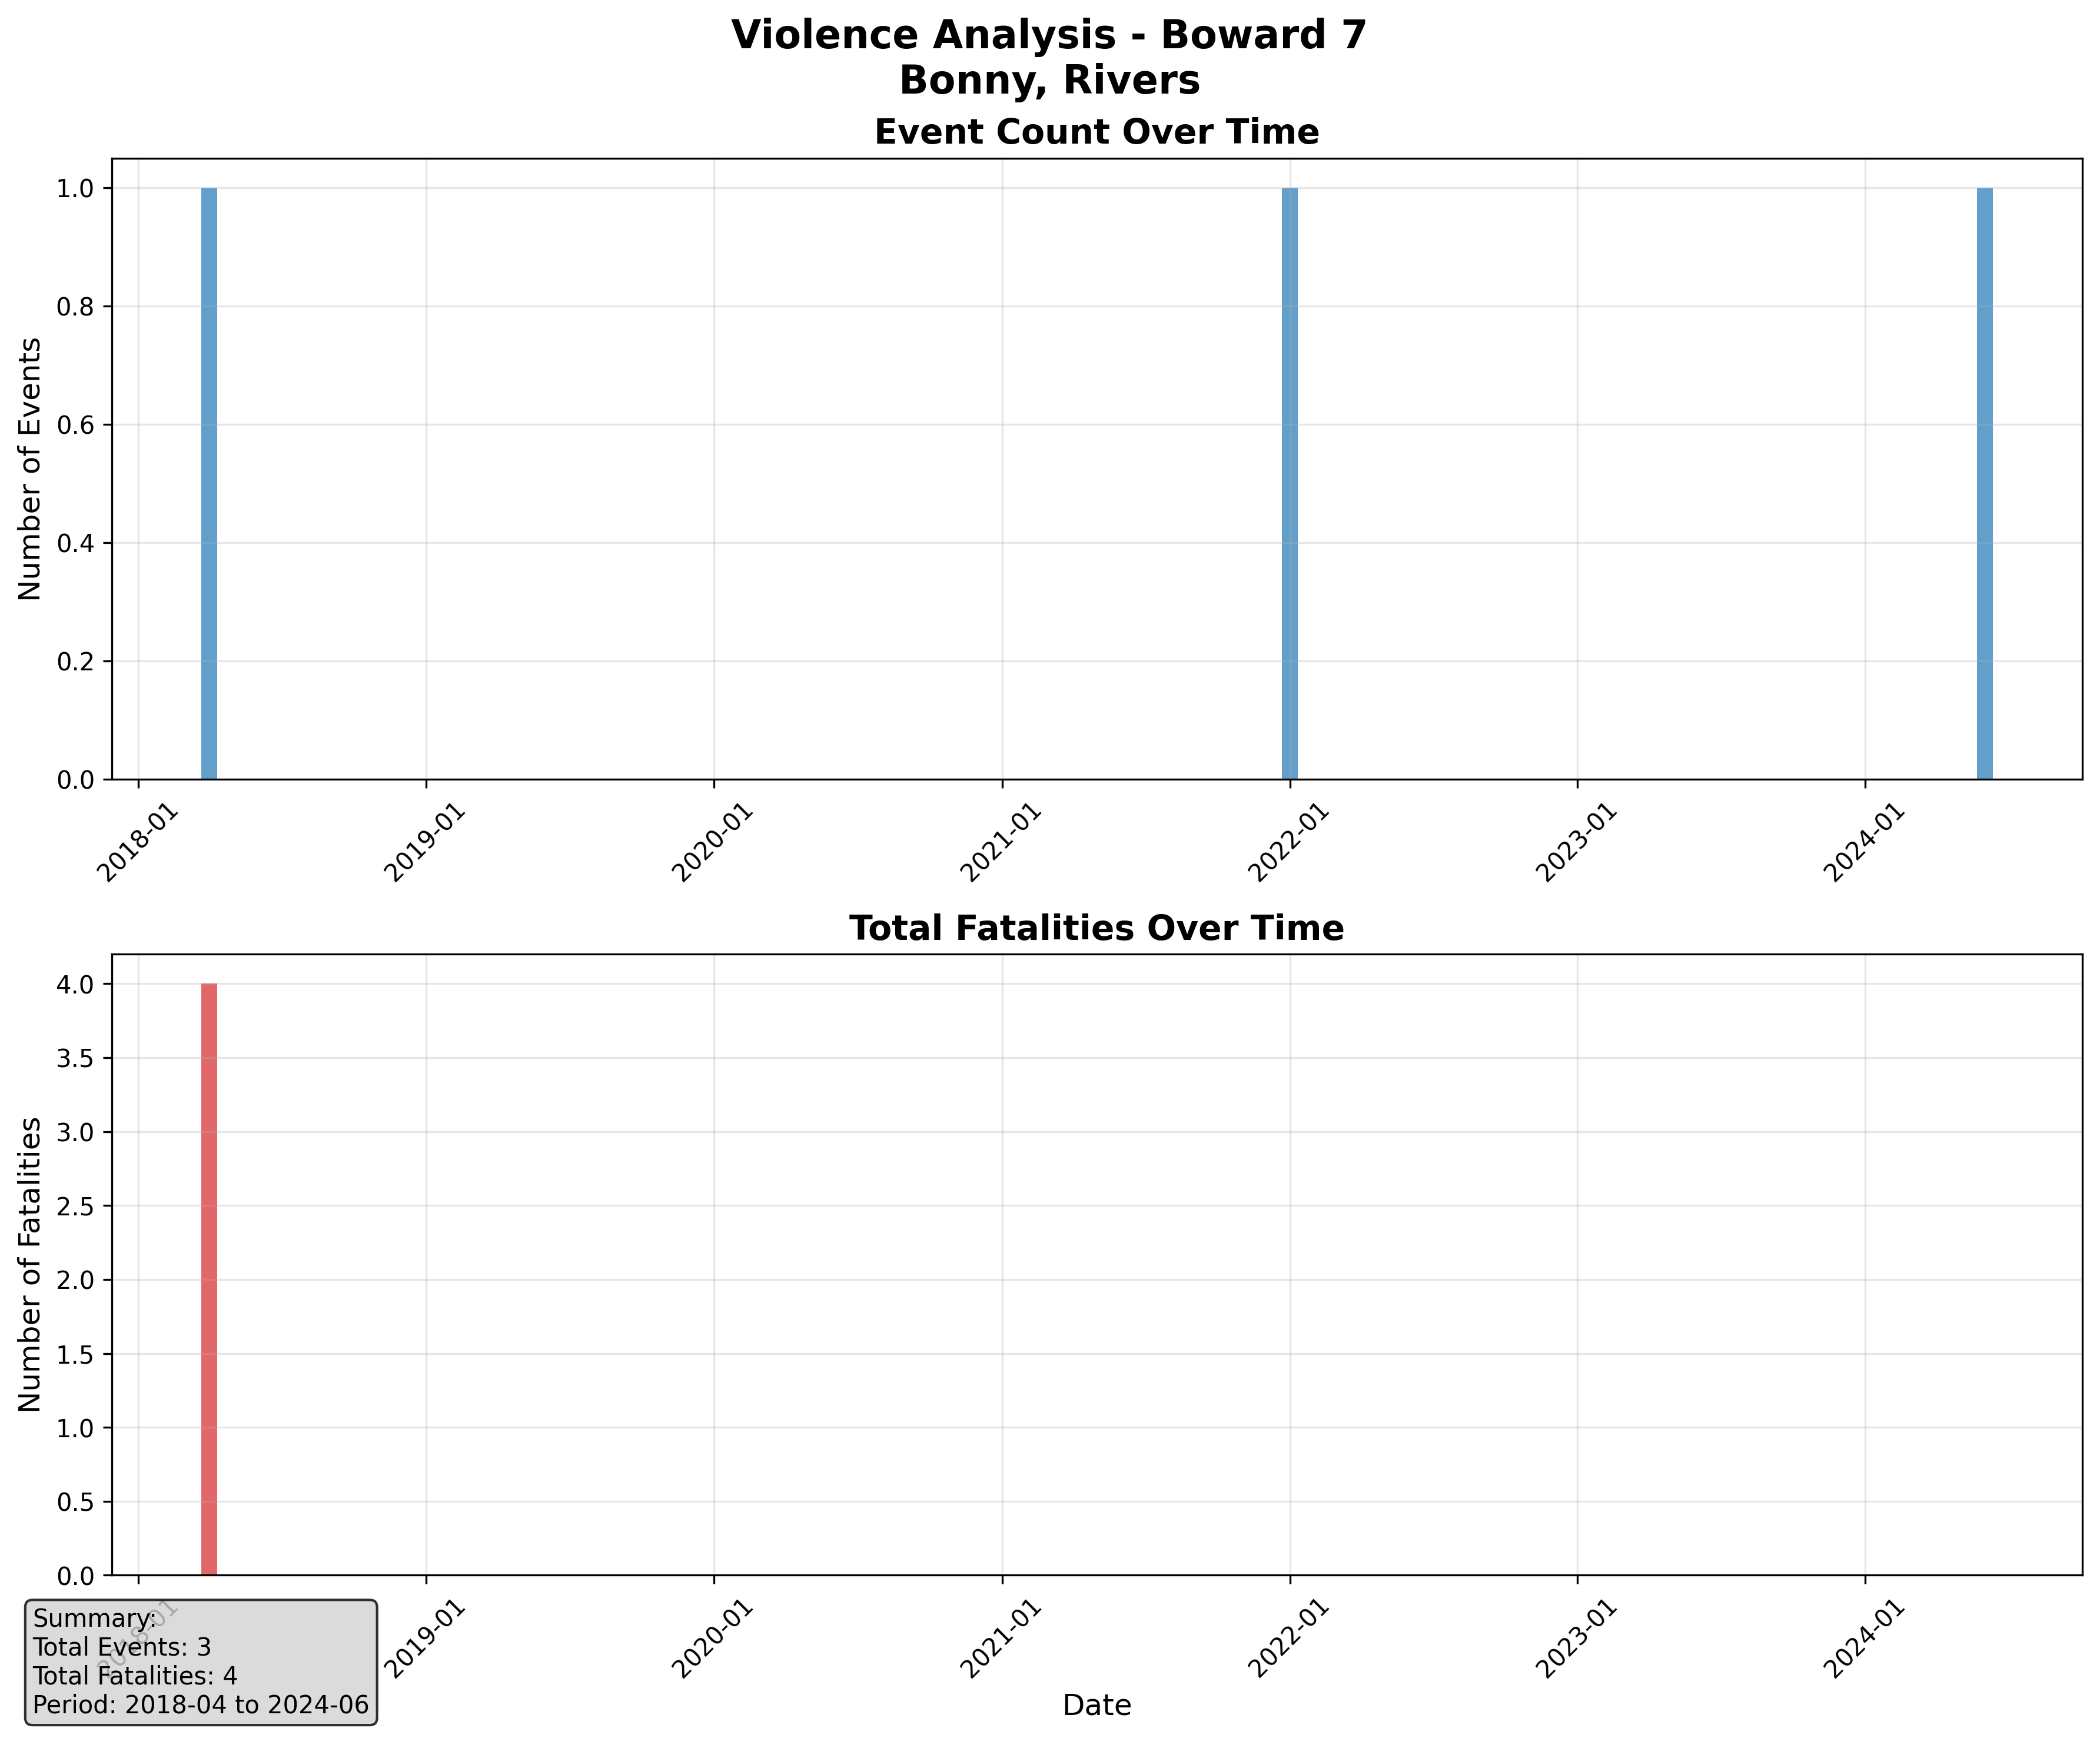 Violence Analysis - Boward 7
Bonny, Rivers
Event Count Over Time
Number of Events
1.0
0.8
0.6
0.4
0.2
0.0
2018-01
2019-01
2020-01
2021-01
2022-01
2023-01
2024-01
Total Fatalities Over Time
Number of Fatalities
4.0
3.5
3.0
2.5
2.0
1.5
1.0
0.5
0.0
2018-01
2019-01
2020-01
2021-01
2022-01
2023-01
2024-01
Date
Summary:
Total Events: 3
Total Fatalities: 4
Period: 2018-04 to 2024-06